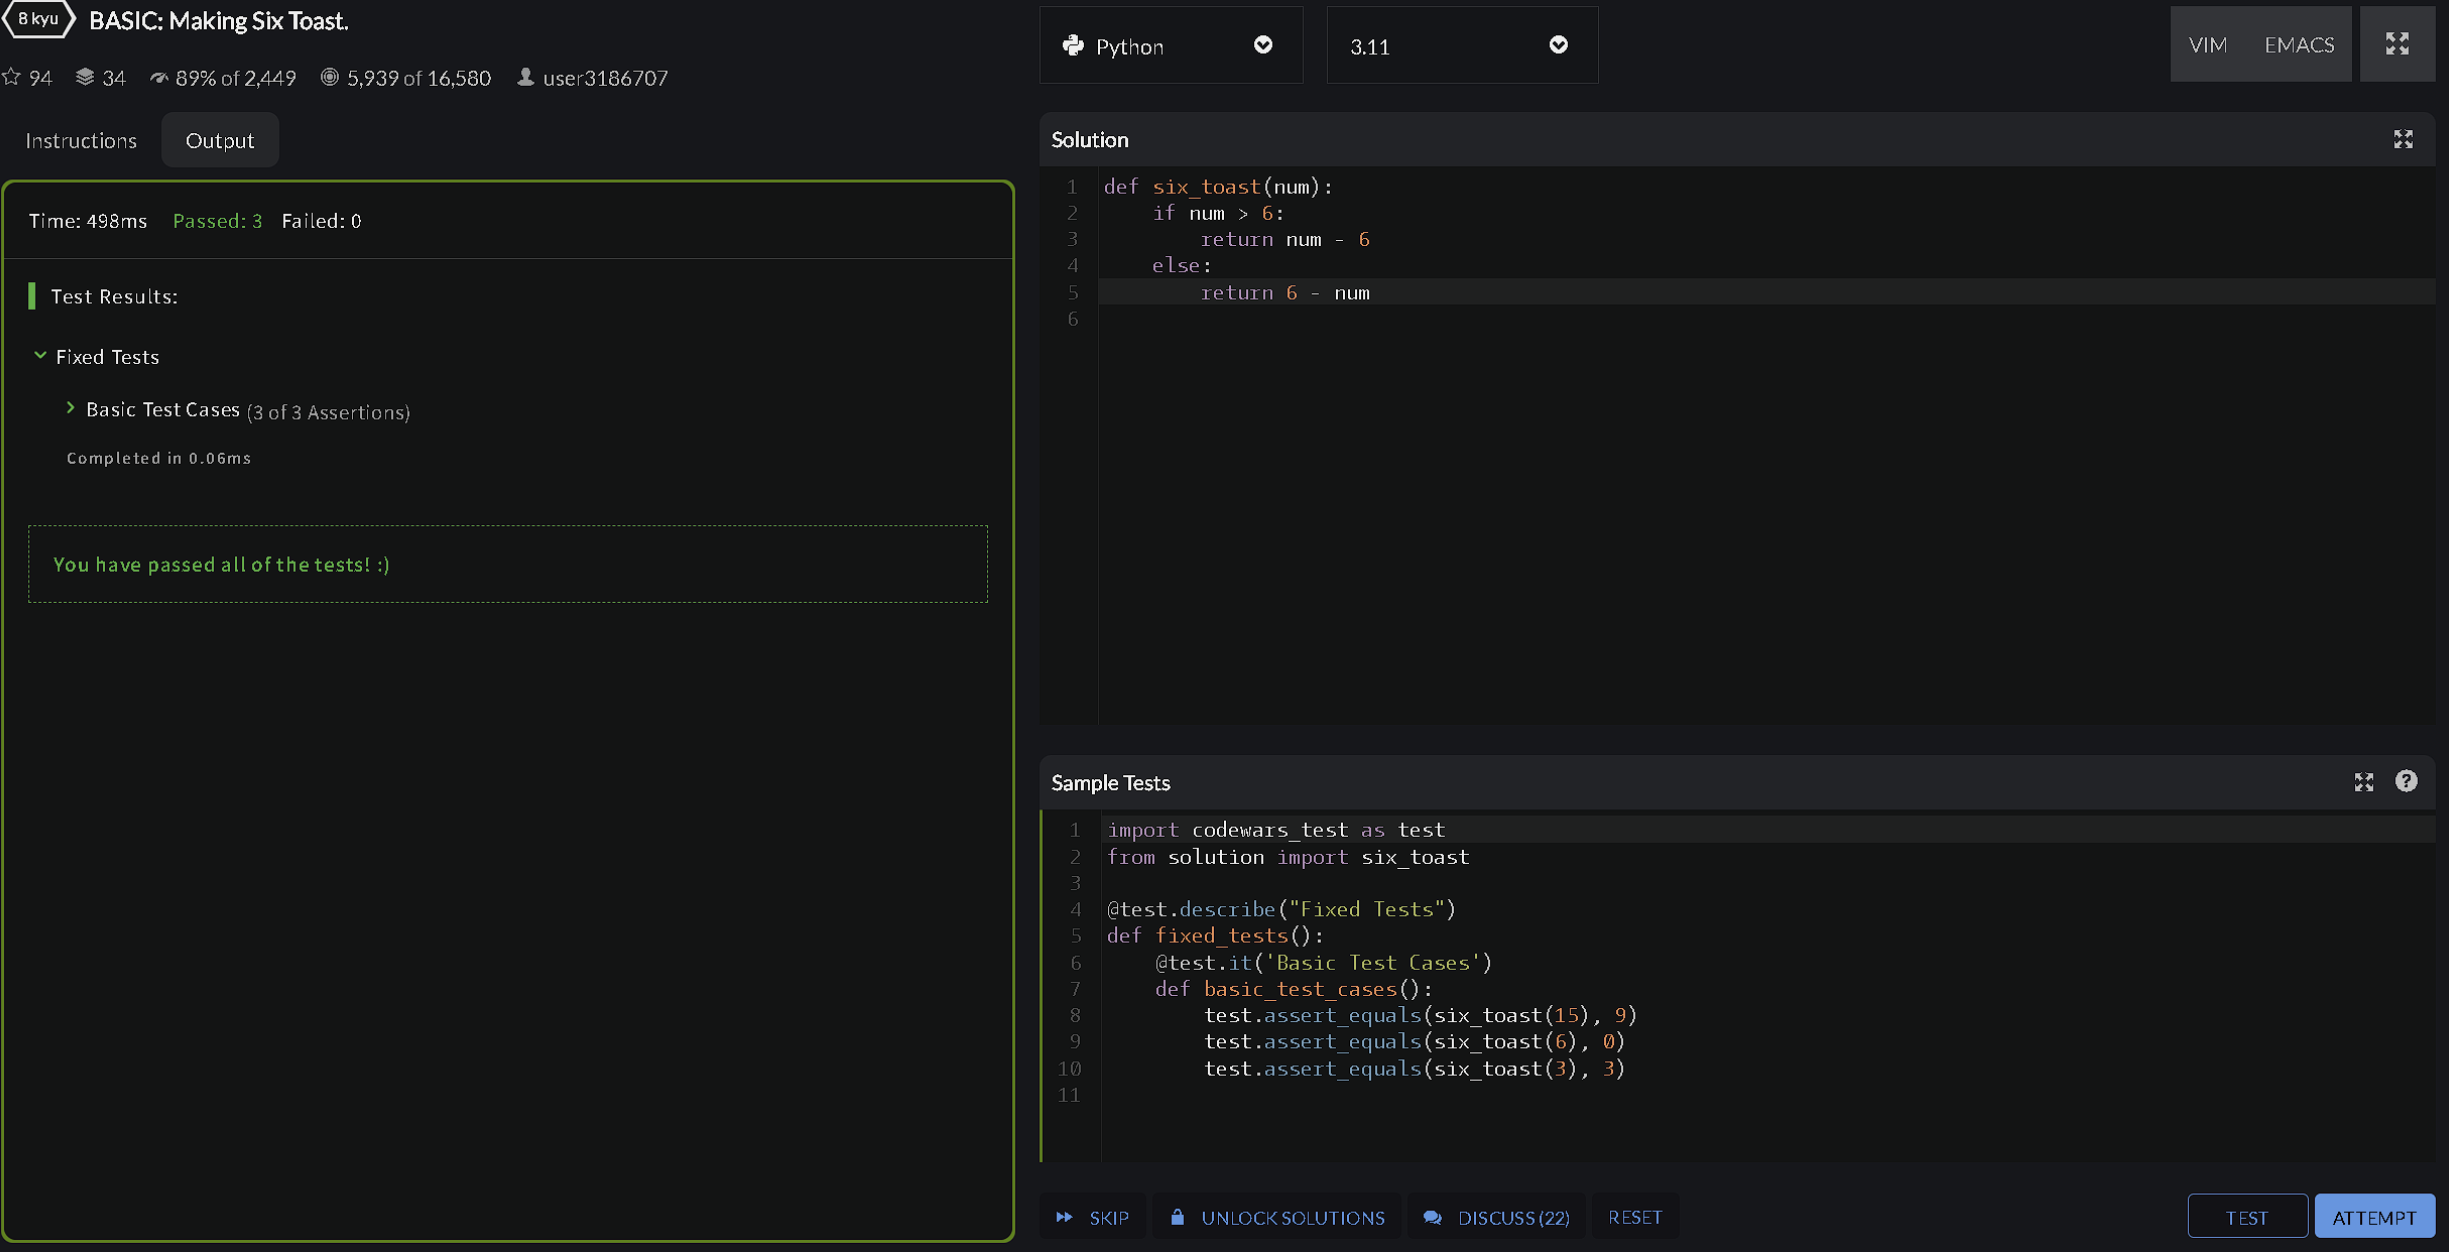 8 kyu
BASIC: Making Six Toast.
94 34 89% of 2,449 5,939 of 16,580 user3186707
Instructions Output
Time: 498ms Passed: 3 Failed: 0
Test Results:
Fixed Tests
Basic Test Cases (3 of 3 Assertions)
Completed in 0.06ms
You have passed all of the tests! :)
Python 3.11 VIM EMACS
Solution
1 def six_toast(num):
2     if num > 6:
3         return num - 6
4     else:
5         return 6 - num
6
Sample Tests
?
1 import codewars_test as test
2 from solution import six_toast
3
4 @test.describe("Fixed Tests")
5 def fixed_tests():
6     @test.it('Basic Test Cases')
7     def basic_test_cases():
8         test.assert_equals(six_toast(15), 9)
9         test.assert_equals(six_toast(6), 0)
10         test.assert_equals(six_toast(3), 3)
11
SKIP UNLOCK SOLUTIONS DISCUSS (22) RESET TEST ATTEMPT